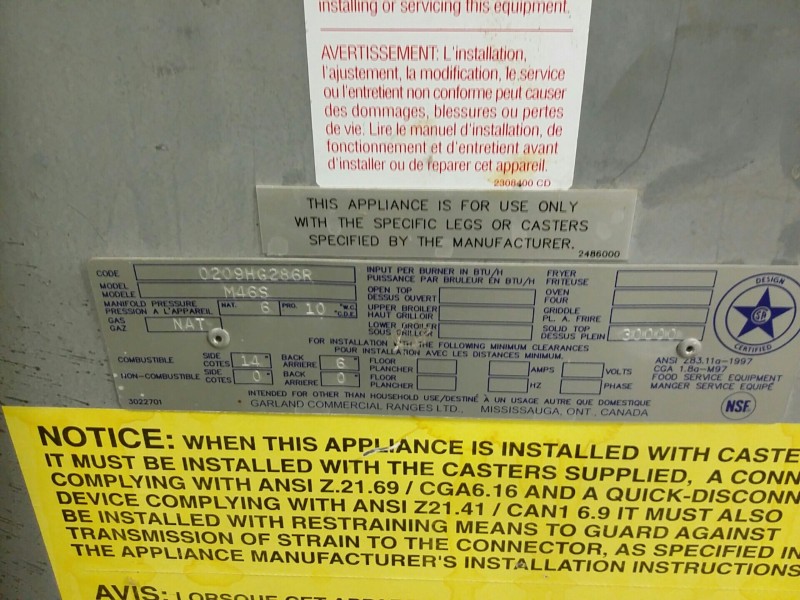 installing or servicing this equipment.
AVERTISSEMENT: L'installation,
l'ajustement, la modification, le service
ou l'entretient non conforme peut causer
des dommages, blessures ou pertes
de vie. Lire le manuel d'installation, de
fonctionnement et d'entretient avant
d'installer ou de reparer cet appareil.
2308400 CD
THIS APPLIANCE IS FOR USE ONLY
WITH THE SPECIFIC LEGS OR CASTERS
SPECIFIED BY THE MANUFACTURER.
2486000
CODE 0209HG286R
MODEL
MODELE M46S
MANIFOLD PRESSURE
PRESSION A L'APPAREIL NAT. 6 PRO. 10 "W.C.
"C.D.E.
GAS
GAZ NAT
INPUT PER BURNER IN BTU/H
PUISSANCE PAR BRULEUR EN BTU/H
OPEN TOP
DESSUS OUVERT
UPPER BROILER
HAUT GRILLOIR
LOWER BROILER
SOUS GRILLOIR
FRYER
FRITEUSE
OVEN
FOUR
GRIDDLE
PL. A. FRIRE
SOLID TOP
DESSUS PLEIN 30000
FOR INSTALLATION WITH THE FOLLOWING MINIMUM CLEARANCES
POUR INSTALLATION AVEC LES DISTANCES MINIMUM.
COMBUSTIBLE SIDE
COTES 14" BACK
ARRIERE 6" FLOOR
PLANCHER AMPS VOLTS
NON-COMBUSTIBLE SIDE
COTES 0" BACK
ARRIERE 0" FLOOR
PLANCHER HZ PHASE
INTENDED FOR OTHER THAN HOUSEHOLD USE/DESTINÉ À UN USAGE AUTRE QUE DOMESTIQUE
3022701 GARLAND COMMERCIAL RANGES LTD., MISSISSAUGA, ONT., CANADA
DESIGN
CERTIFIED
ANSI Z83.11a-1997
CGA 1.8a-M97
FOOD SERVICE EQUIPMENT
MANGER SERVICE EQUIPÉ
NSF
NOTICE: WHEN THIS APPLIANCE IS INSTALLED WITH CASTE
IT MUST BE INSTALLED WITH THE CASTERS SUPPLIED, A CONN
COMPLYING WITH ANSI Z.21.69 / CGA6.16 AND A QUICK-DISCONN
DEVICE COMPLYING WITH ANSI Z21.41 / CAN1 6.9 IT MUST ALSO
BE INSTALLED WITH RESTRAINING MEANS TO GUARD AGAINST
TRANSMISSION OF STRAIN TO THE CONNECTOR, AS SPECIFIED IN
THE APPLIANCE MANUFACTURER'S INSTALLATION INSTRUCTIONS
AVIS: LORSQUE CET APPA